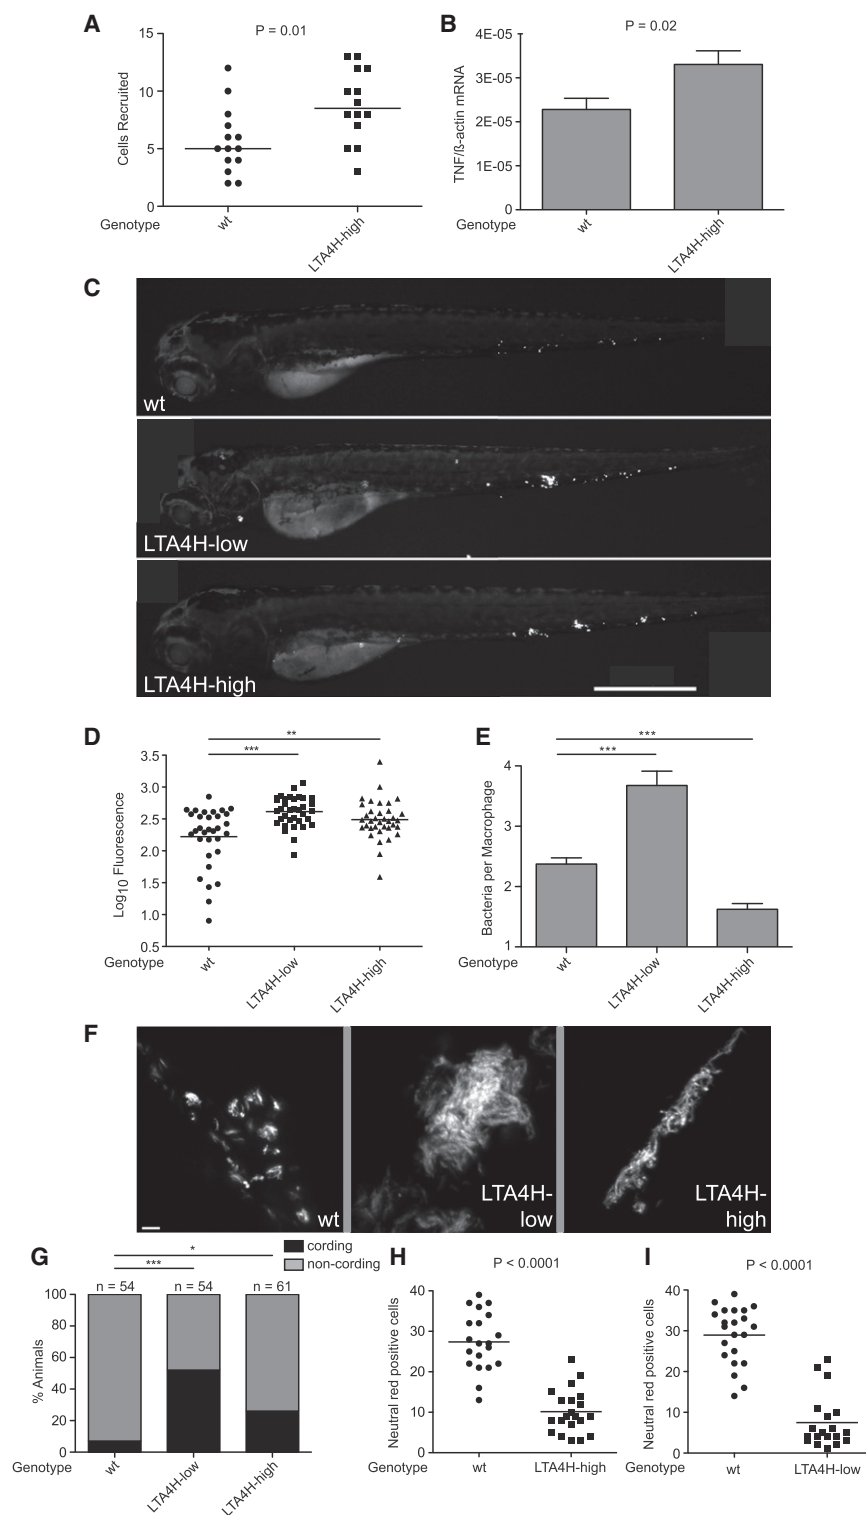 A
P = 0.01
15
10
5
0
Cells Recruited
Genotype
wt
LTA4H-high
B
P = 0.02
4E-05
3E-05
2E-05
1E-05
0
TNF/ß-actin mRNA
Genotype
wt
LTA4H-high
C
wt
LTA4H-low
LTA4H-high
D
**
***
3.5
3.0
2.5
2.0
1.5
1.0
0.5
Log10 Fluorescence
Genotype
wt
LTA4H-low
LTA4H-high
E
***
***
4
3
2
1
Bacteria per Macrophage
Genotype
wt
LTA4H-low
LTA4H-high
F
wt
LTA4H-
low
LTA4H-
high
G
cording
non-cording
*
***
n = 54
n = 54
n = 61
100
80
60
40
20
0
% Animals
Genotype
wt
LTA4H-low
LTA4H-high
H
P < 0.0001
40
30
20
10
0
Neutral red positive cells
Genotype
wt
LTA4H-high
I
P < 0.0001
40
30
20
10
0
Neutral red positive cells
Genotype
wt
LTA4H-low